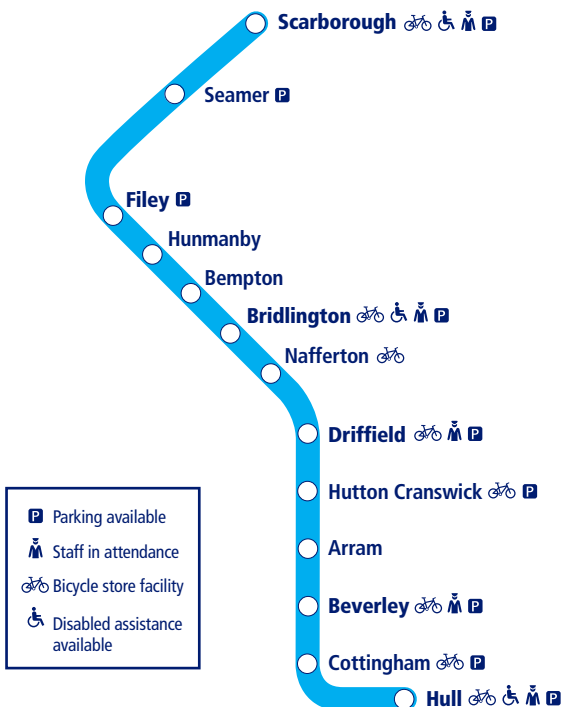 Scarborough P
Seamer P
Filey P
Hunmanby
Bempton
Bridlington P
Nafferton
Driffield P
Hutton Cranswick P
Arram
Beverley P
Cottingham P
Hull P
P Parking available
Staff in attendance
Bicycle store facility
Disabled assistance
available